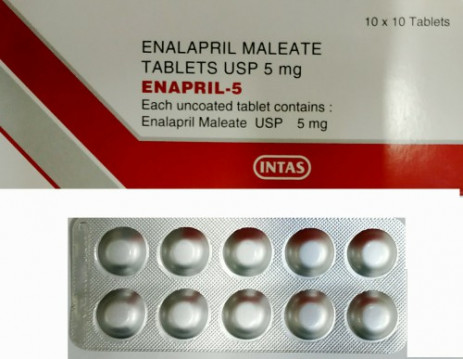 10 x 10 Tablets
ENALAPRIL MALEATE
TABLETS USP 5 mg
ENAPRIL-5
Each uncoated tablet contains :
Enalapril Maleate USP 5 mg
INTAS